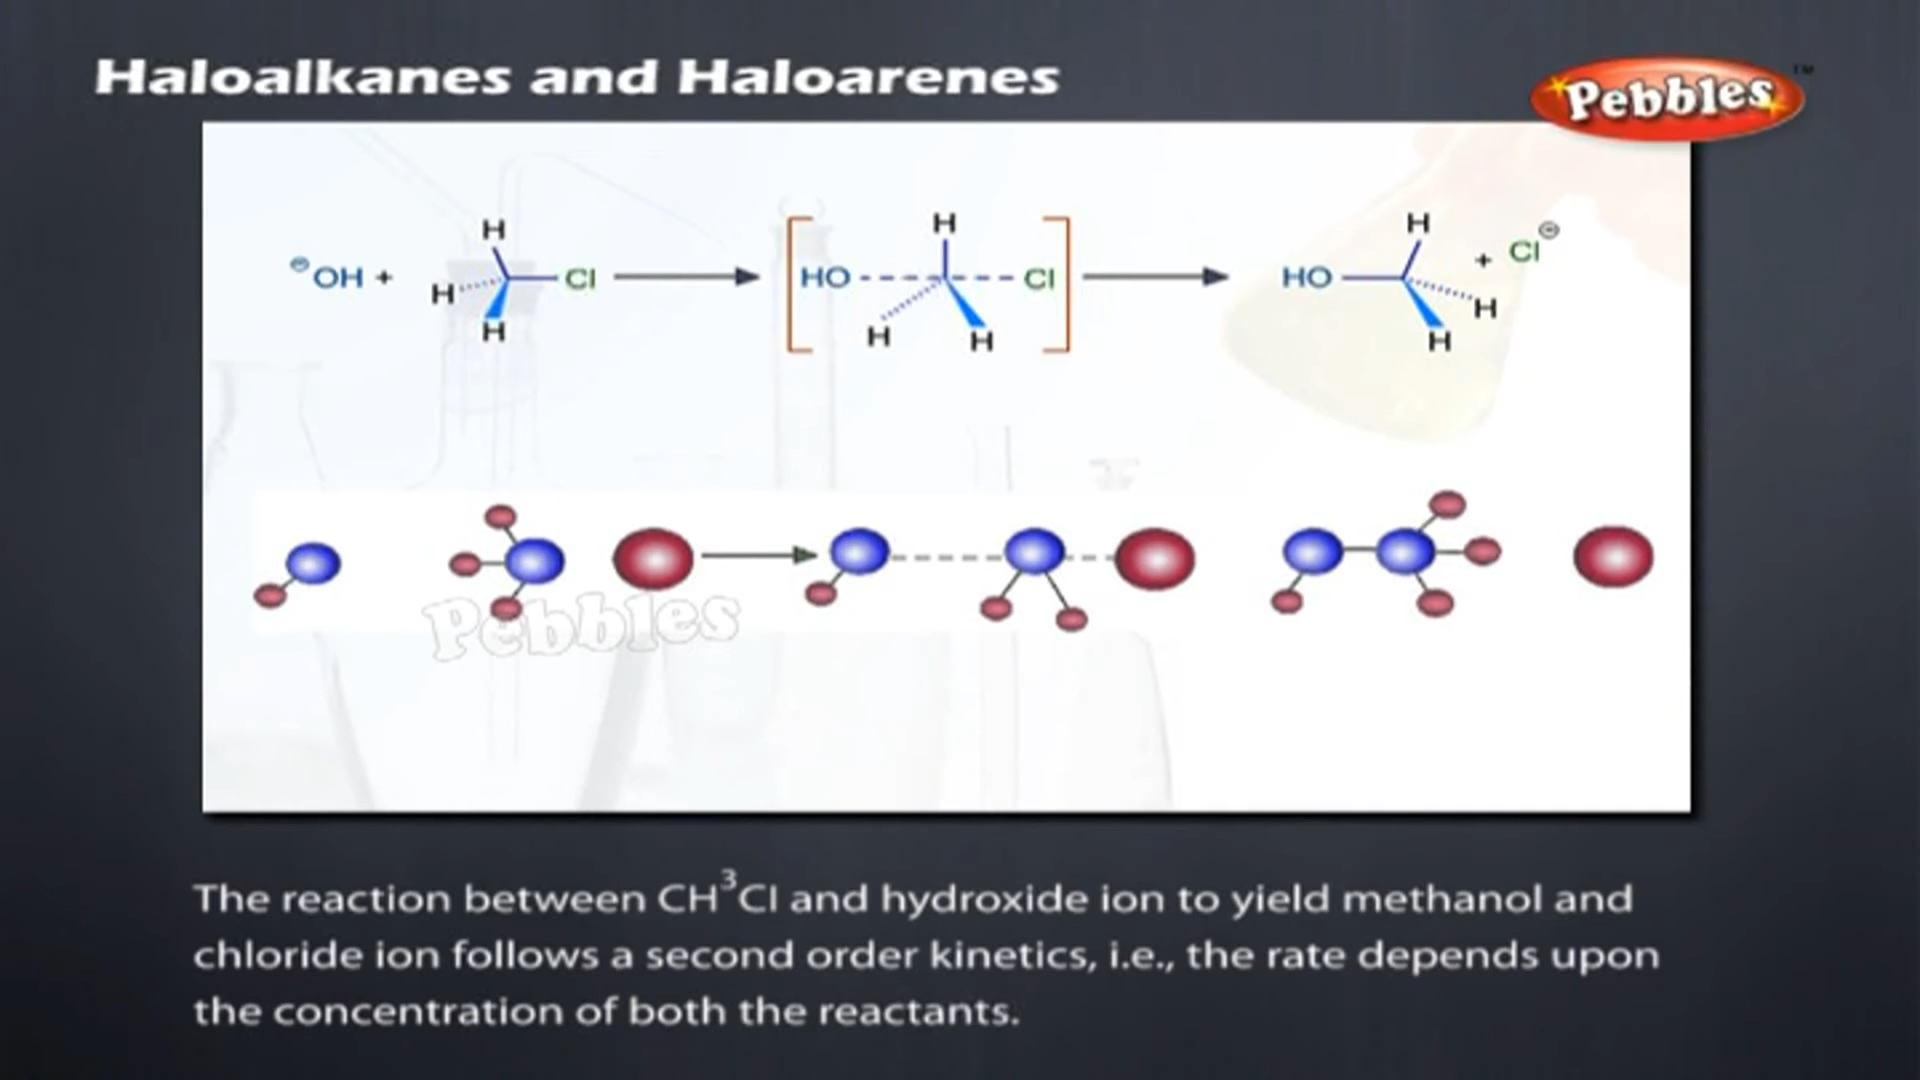 Haloalkanes and Haloarenes
Pebbles™
H H H
⊖OH + H Cl HO Cl HO + Cl⊖
H H H H H
Pebbles
The reaction between CH³Cl and hydroxide ion to yield methanol and
chloride ion follows a second order kinetics, i.e., the rate depends upon
the concentration of both the reactants.